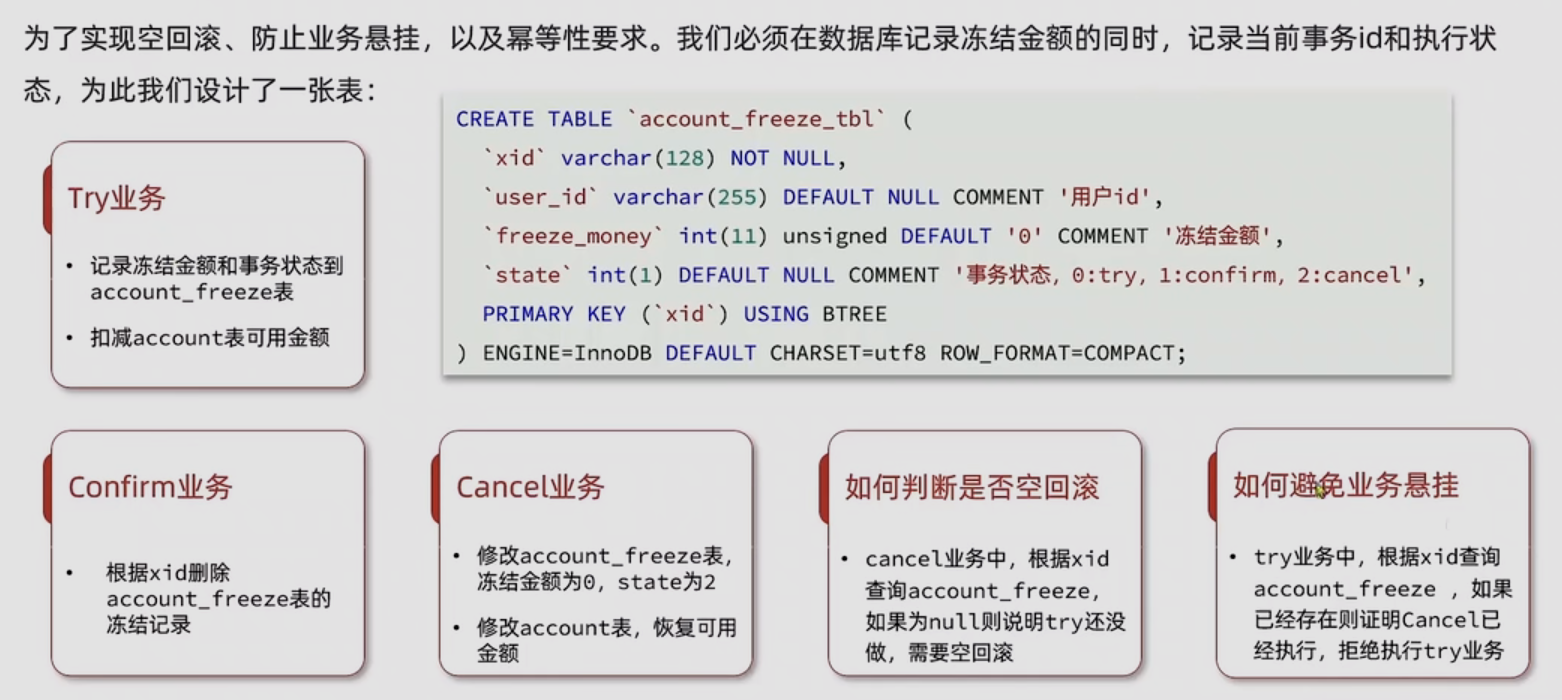 为了实现空回滚、防止业务悬挂，以及幂等性要求。我们必须在数据库记录冻结金额的同时，记录当前事务id和执行状
态，为此我们设计了一张表：
CREATE TABLE `account_freeze_tbl` (
`xid` varchar(128) NOT NULL,
`user_id` varchar(255) DEFAULT NULL COMMENT '用户id',
`freeze_money` int(11) unsigned DEFAULT '0' COMMENT '冻结金额',
`state` int(1) DEFAULT NULL COMMENT '事务状态，0:try，1:confirm，2:cancel',
PRIMARY KEY (`xid`) USING BTREE
) ENGINE=InnoDB DEFAULT CHARSET=utf8 ROW_FORMAT=COMPACT;
Try业务
• 记录冻结金额和事务状态到
account_freeze表
• 扣减account表可用金额
Confirm业务
• 根据xid删除
account_freeze表的
冻结记录
Cancel业务
• 修改account_freeze表，
冻结金额为0，state为2
• 修改account表，恢复可用
金额
如何判断是否空回滚
• cancel业务中，根据xid
查询account_freeze，
如果为null则说明try还没
做，需要空回滚
如何避免业务悬挂
• try业务中，根据xid查询
account_freeze ，如果
已经存在则证明Cancel已
经执行，拒绝执行try业务